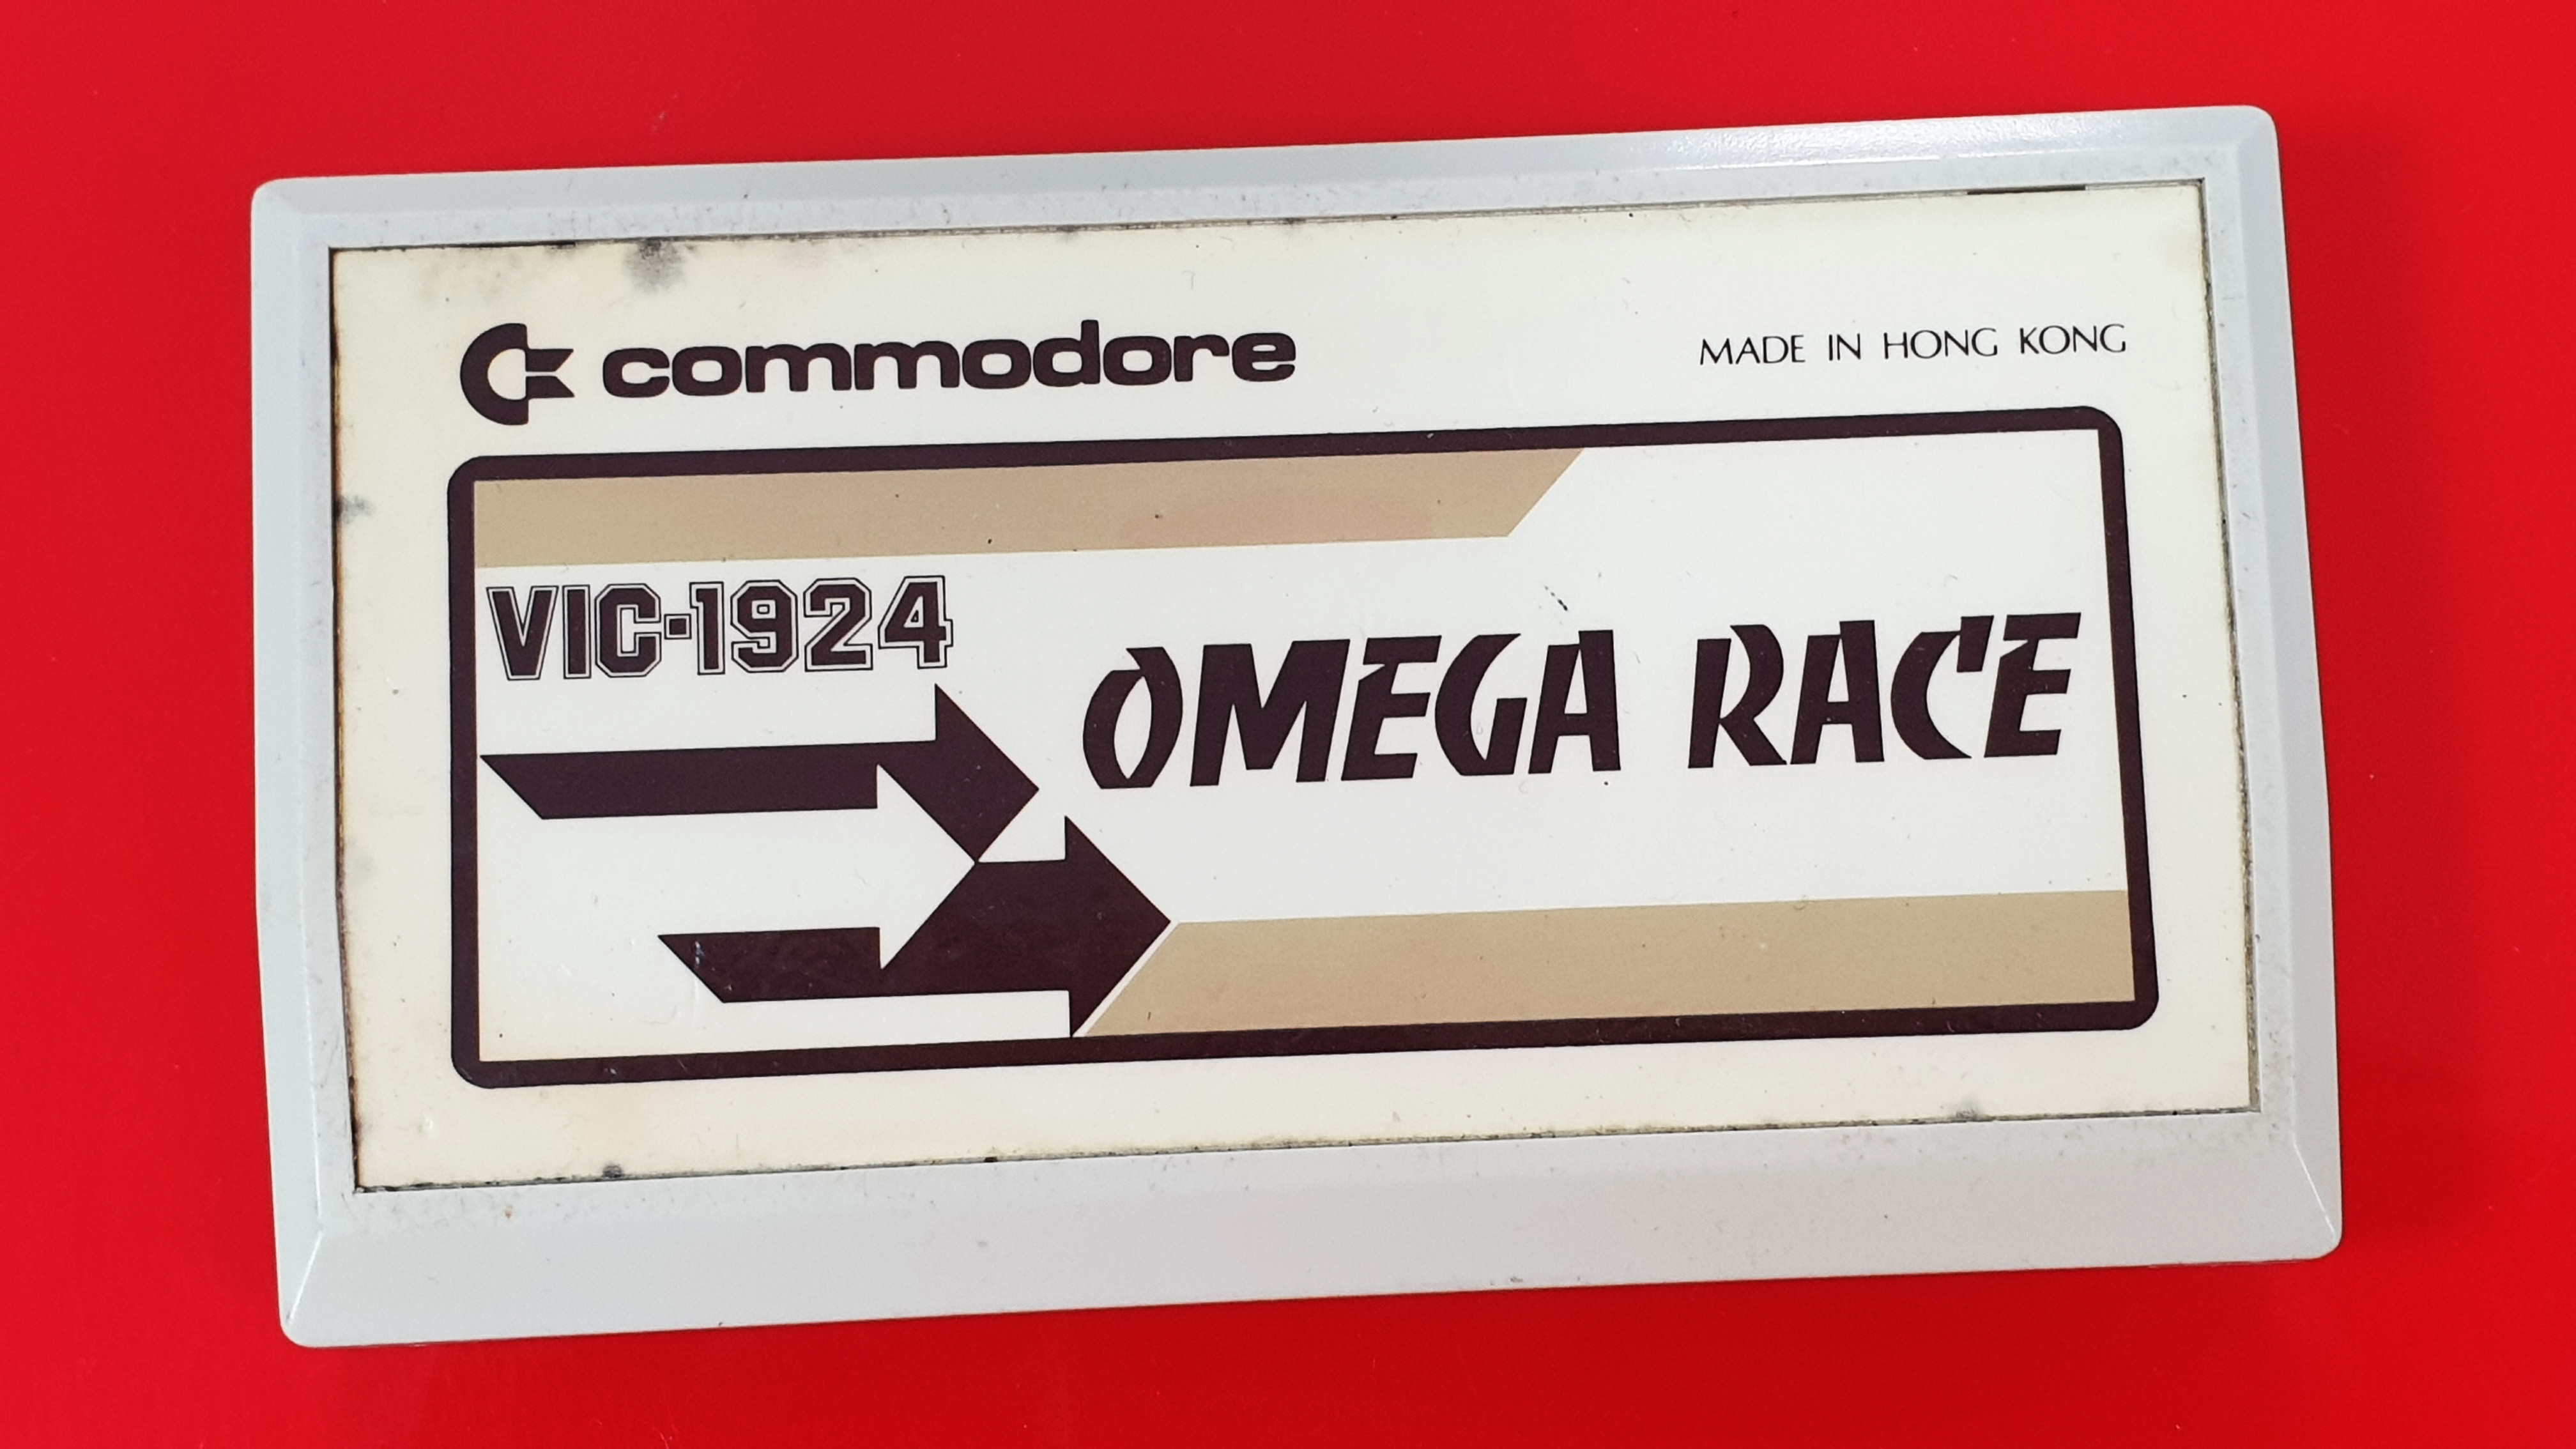 commodore
MADE IN HONG KONG
VIC-1924
OMEGA RACE